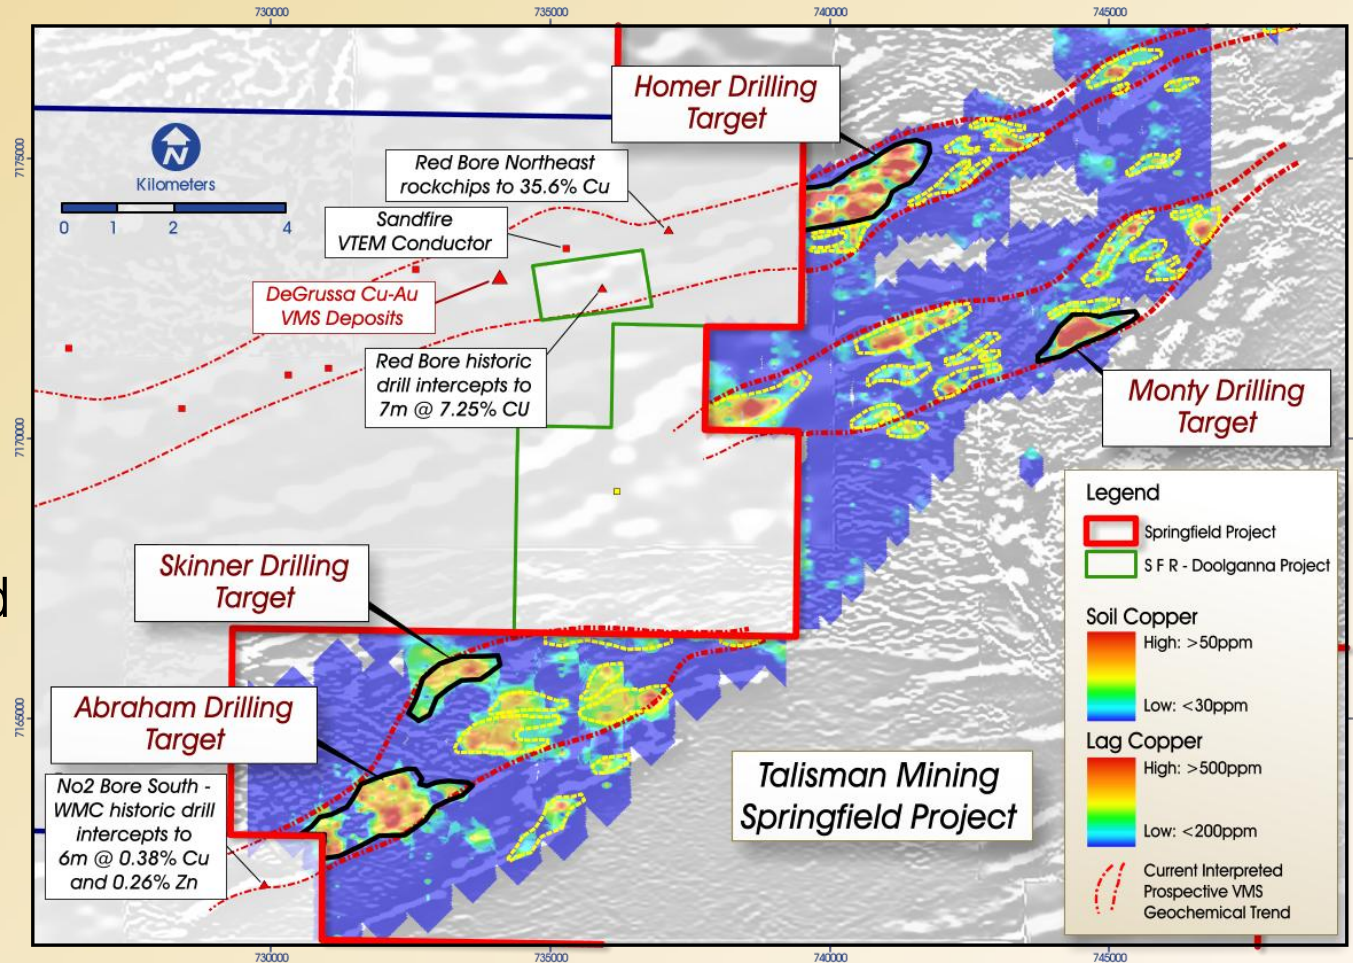 730000
735000
740000
745000
Homer Drilling
Target
7175000
Kilometers
0 1 2 4
Red Bore Northeast
rockchips to 35.6% Cu
Sandfire
VTEM Conductor
DeGrussa Cu-Au
VMS Deposits
Red Bore historic
drill intercepts to
7m @ 7.25% CU
Monty Drilling
Target
7170000
d
Skinner Drilling
Target
Abraham Drilling
Target
7165000
No2 Bore South -
WMC historic drill
intercepts to
6m @ 0.38% Cu
and 0.26% Zn
Talisman Mining
Springfield Project
Legend
Springfield Project
S F R - Doolganna Project
Soil Copper
High: >50ppm
Low: <30ppm
Lag Copper
High: >500ppm
Low: <200ppm
Current Interpreted
Prospective VMS
Geochemical Trend
730000
735000
740000
745000